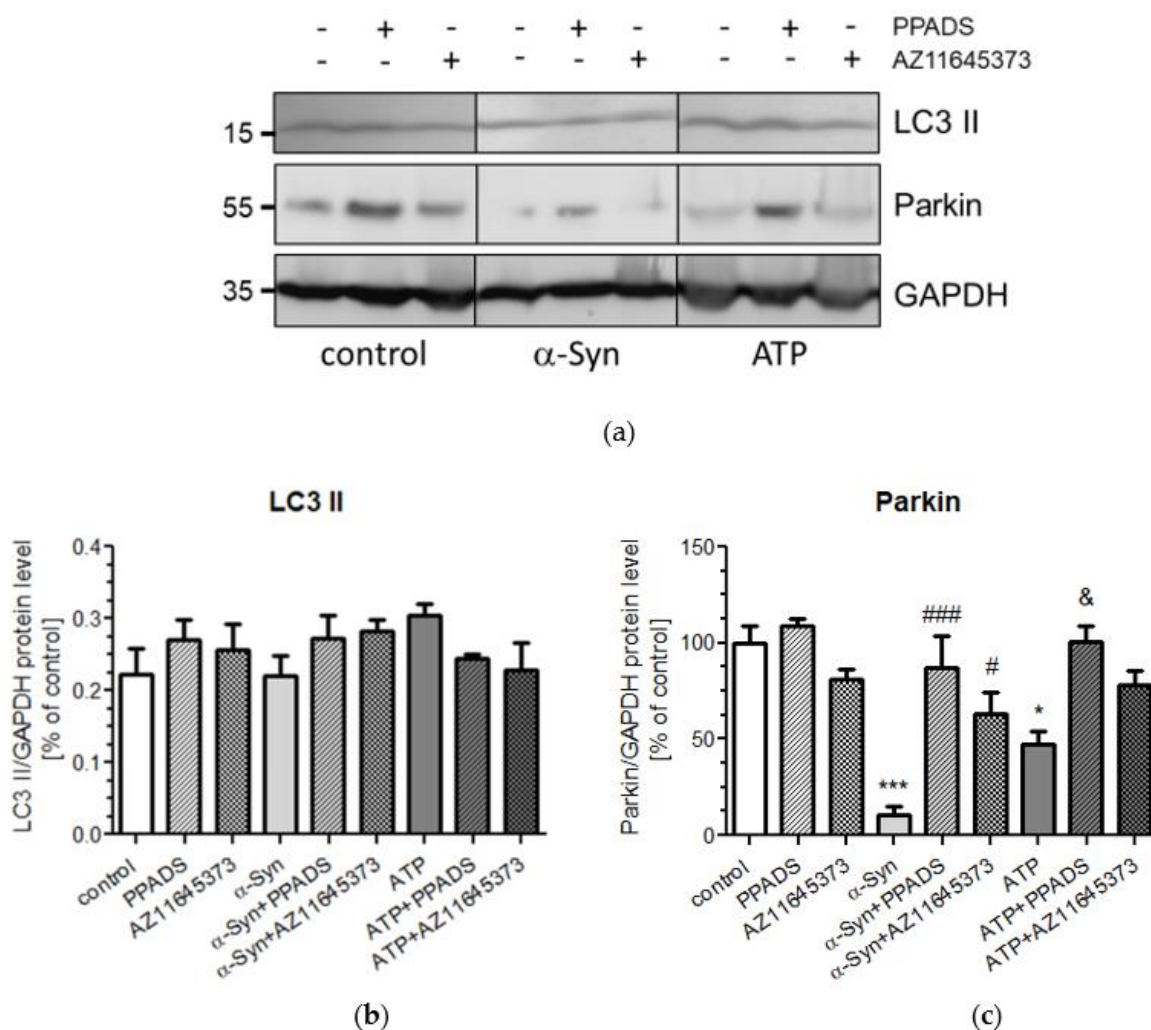 - + - - + - - + - PPADS
- - + - - + - - + AZ11645373
15 LC3 II
55 Parkin
35 GAPDH
control α-Syn ATP
(a)
LC3 II
LC3 II/GAPDH protein level
[% of control]
0.4
0.3
0.2
0.1
0.0
control
PPADS
AZ11645373
α-Syn
α-Syn+PPADS
α-Syn+AZ11645373
ATP
ATP+PPADS
ATP+AZ11645373
(b)
Parkin
Parkin/GAPDH protein level
[% of control]
150
100
50
0
***
###
#
*
&
control
PPADS
AZ11645373
α-Syn
α-Syn+PPADS
α-Syn+AZ11645373
ATP
ATP+PPADS
ATP+AZ11645373
(c)